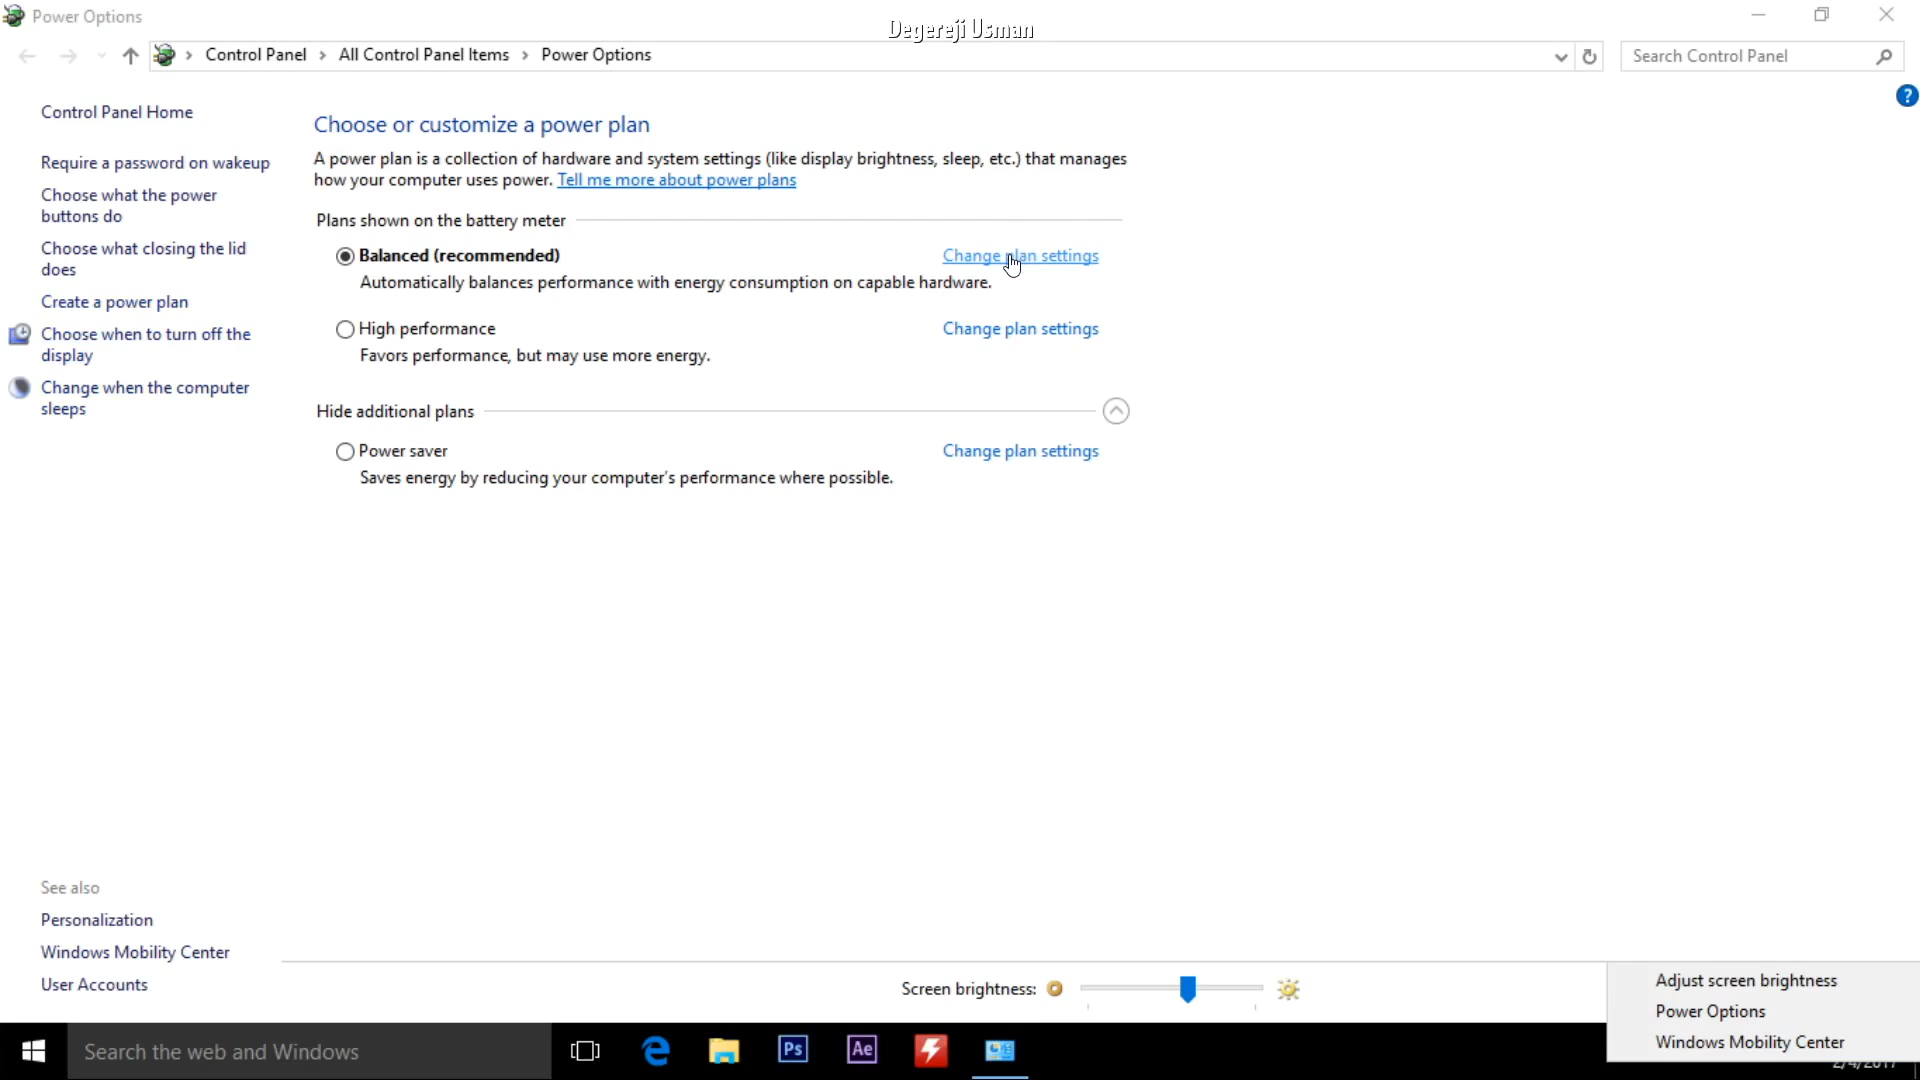 Power Options
Degereji Usman
Control Panel
All Control Panel Items
Power Options
Search Control Panel
?
Control Panel Home
Require a password on wakeup
Choose what the power
buttons do
Choose what closing the lid
does
Create a power plan
Choose when to turn off the
display
Change when the computer
sleeps
Choose or customize a power plan
A power plan is a collection of hardware and system settings (like display brightness, sleep, etc.) that manages
how your computer uses power. Tell me more about power plans
Plans shown on the battery meter
Balanced (recommended) Change plan settings
Automatically balances performance with energy consumption on capable hardware.
High performance Change plan settings
Favors performance, but may use more energy.
Hide additional plans
Power saver Change plan settings
Saves energy by reducing your computer's performance where possible.
See also
Personalization
Windows Mobility Center
User Accounts
Screen brightness:
Adjust screen brightness
Power Options
Windows Mobility Center
Search the web and Windows
Ps
Ae